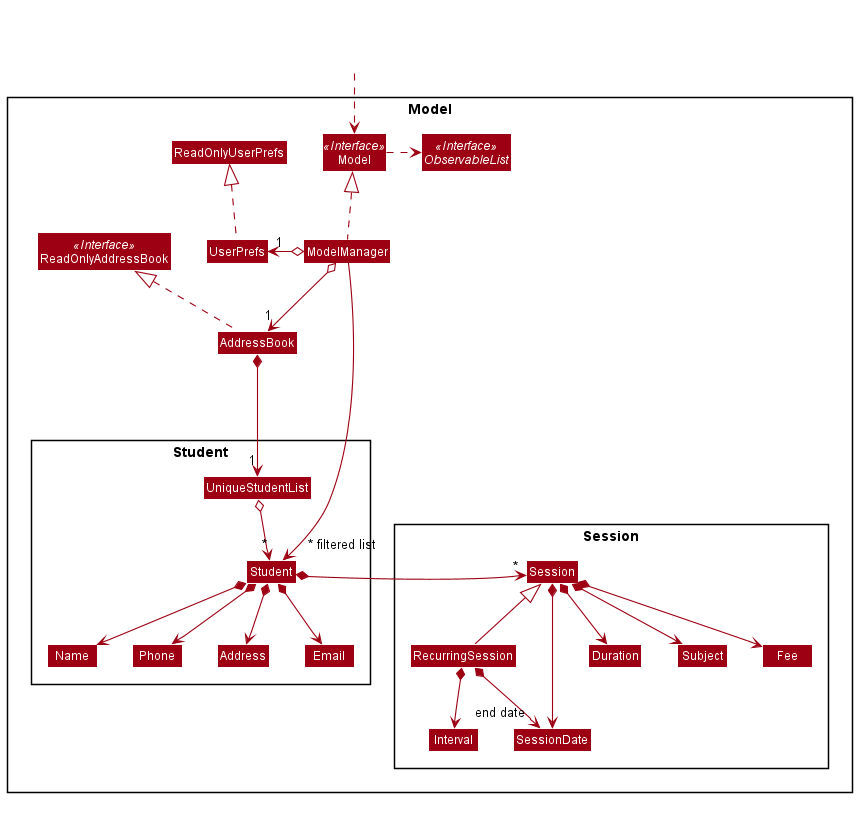 Model
«Interface»
Model
«Interface»
ObservableList
ReadOnlyUserPrefs
«Interface»
ReadOnlyAddressBook
UserPrefs
1
ModelManager
1
AddressBook
Student
1
UniqueStudentList
*
* filtered list
Student
Session
*
Session
Name
Phone
Address
Email
RecurringSession
Duration
Subject
Fee
end date
Interval
SessionDate